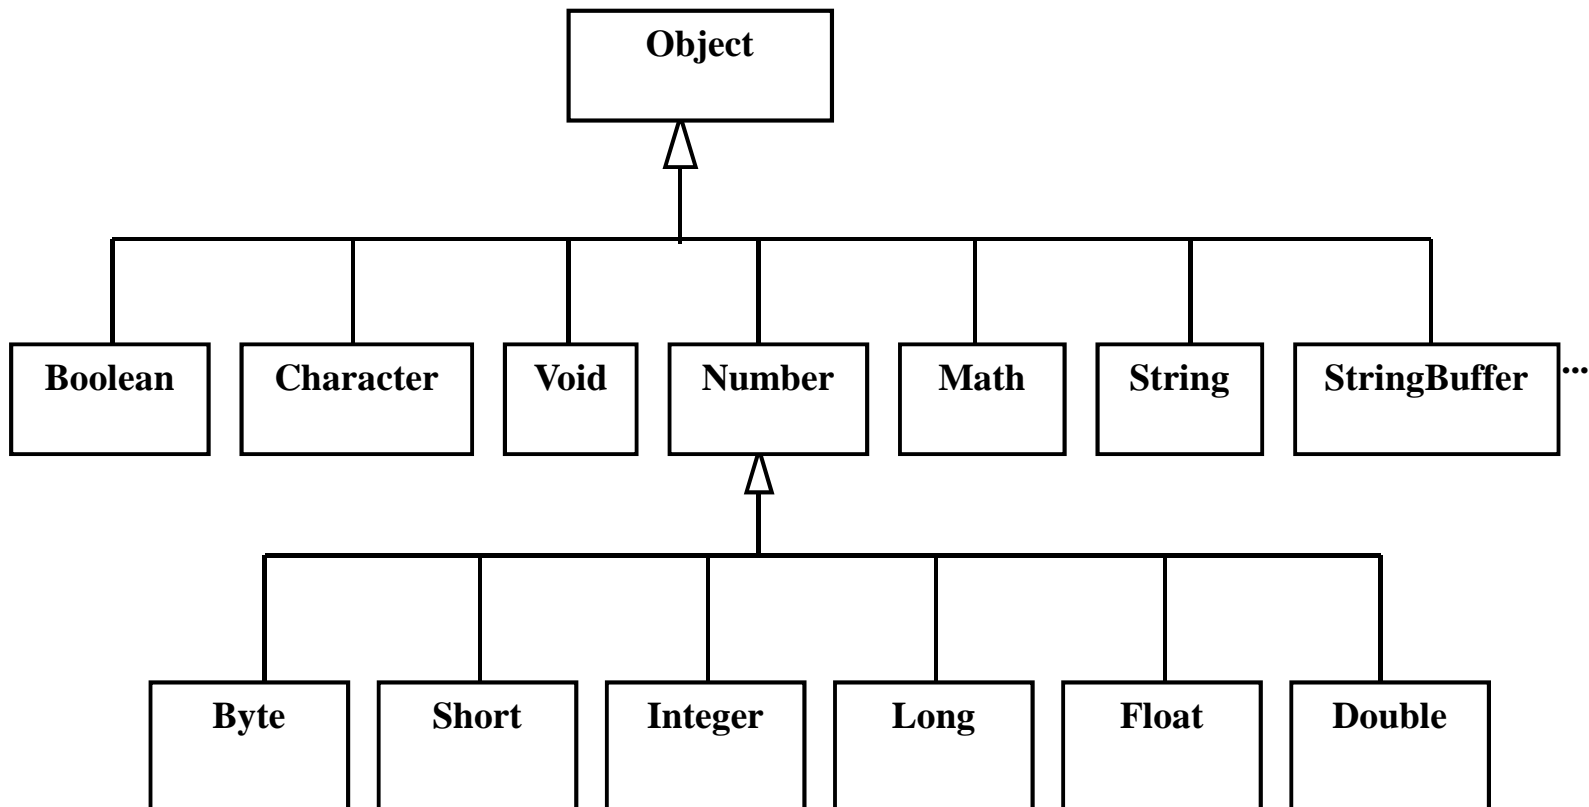 Object
Boolean Character Void Number Math String StringBuffer ...
Byte Short Integer Long Float Double